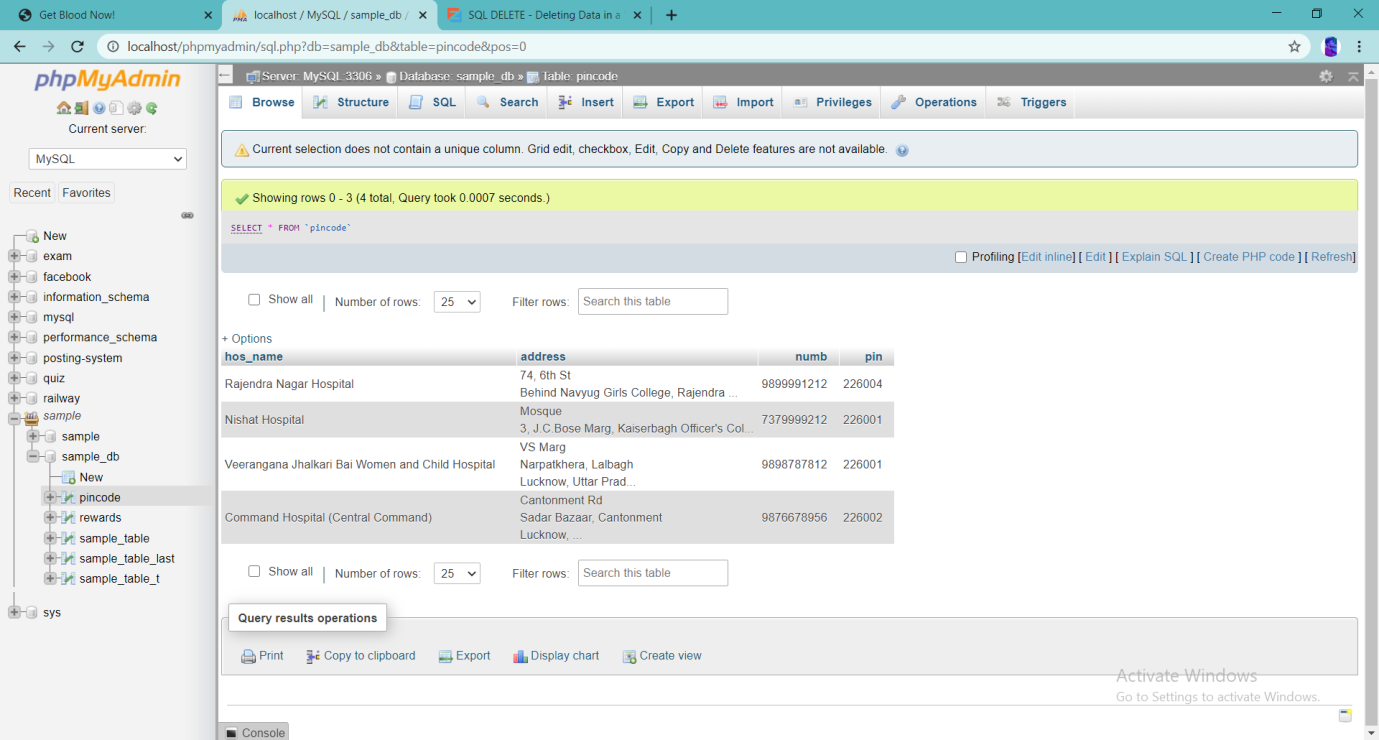 Get Blood Now!
localhost / MySQL / sample_db /
SQL DELETE - Deleting Data in a
localhost/phpmyadmin/sql.php?db=sample_db&table=pincode&pos=0
phpMyAdmin
Current server:
MySQL
Recent
Favorites
New
exam
facebook
information_schema
mysql
performance_schema
posting-system
quiz
railway
sample
sample
sample_db
New
pincode
rewards
sample_table
sample_table_last
sample_table_t
sys
Server: MySQL:3306 » Database: sample_db » Table: pincode
Browse Structure SQL Search Insert Export Import Privileges Operations Triggers
Current selection does not contain a unique column. Grid edit, checkbox, Edit, Copy and Delete features are not available.
Showing rows 0 - 3 (4 total, Query took 0.0007 seconds.)
SELECT * FROM `pincode`
Profiling [Edit inline] [ Edit ] [ Explain SQL ] [ Create PHP code ] [ Refresh]
Show all | Number of rows: 25 Filter rows: Search this table
+ Options
hos_name address numb pin
Rajendra Nagar Hospital 74, 6th St
Behind Navyug Girls College, Rajendra ... 9899991212 226004
Nishat Hospital Mosque
3, J.C.Bose Marg, Kaiserbagh Officer's Col... 7379999212 226001
Veerangana Jhalkari Bai Women and Child Hospital VS Marg
Narpatkhera, Lalbagh
Lucknow, Uttar Prad... 9898787812 226001
Command Hospital (Central Command) Cantonment Rd
Sadar Bazaar, Cantonment
Lucknow, ... 9876678956 226002
Show all | Number of rows: 25 Filter rows: Search this table
Query results operations
Print Copy to clipboard Export Display chart Create view
Activate Windows
Go to Settings to activate Windows.
Console